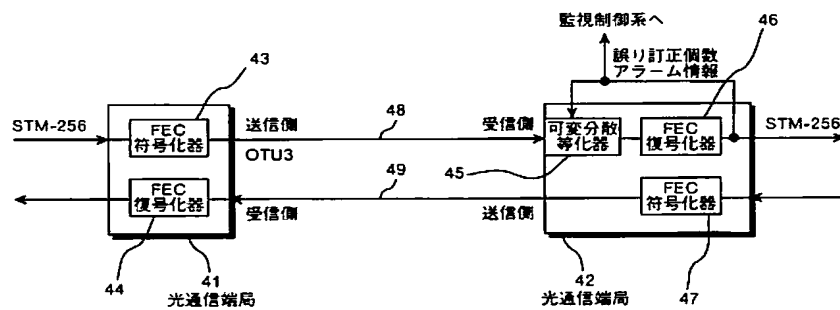 監視制御系へ
46
43
誤り訂正個数
アラーム情報
STM-256
FEC
符号化器
送信側
48
受信側
可変分散
等化器
FEC
復号化器
STM-256
OTU3
45
49
FEC
復号化器
受信側
送信側
FEC
符号化器
44
41
光通信端局
42
光通信端局
47